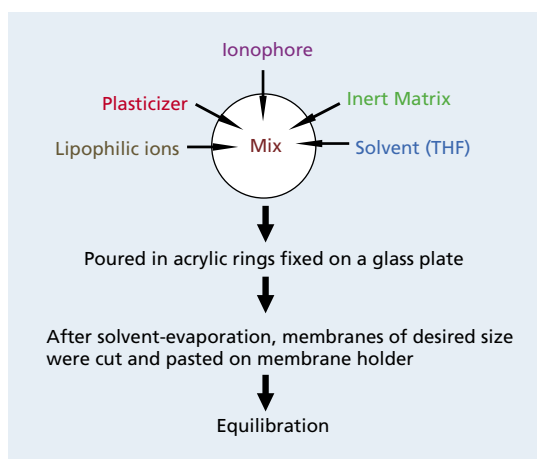 Ionophore
Plasticizer
Inert Matrix
Lipophilic ions
Mix
Solvent (THF)
Poured in acrylic rings fixed on a glass plate
After solvent-evaporation, membranes of desired size
were cut and pasted on membrane holder
Equilibration